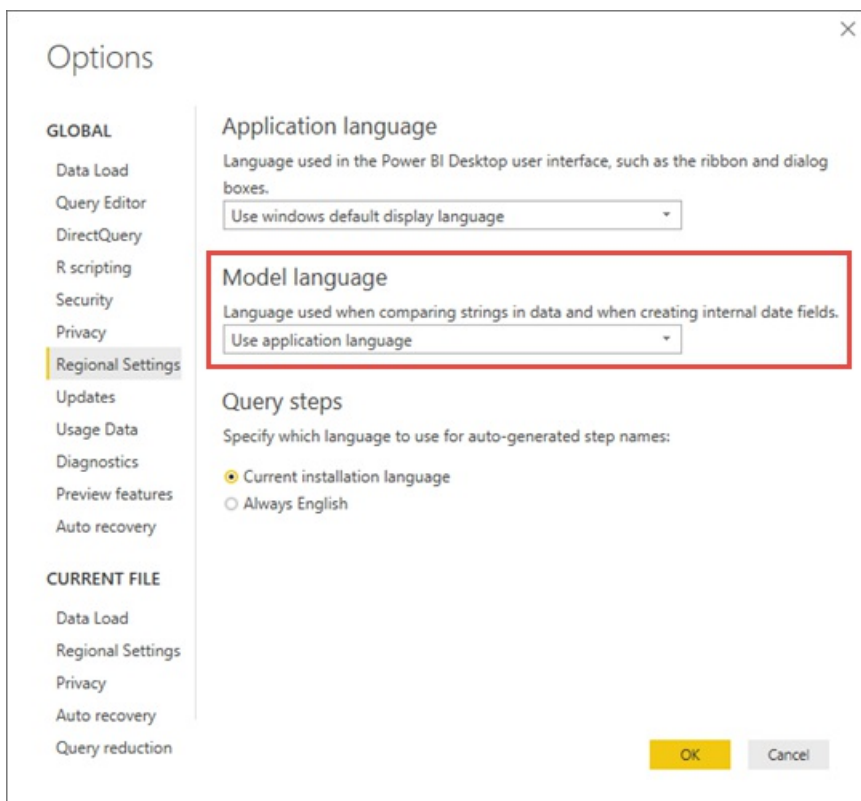 Options
GLOBAL
Data Load
Query Editor
DirectQuery
R scripting
Security
Privacy
Regional Settings
Updates
Usage Data
Diagnostics
Preview features
Auto recovery
CURRENT FILE
Data Load
Regional Settings
Privacy
Auto recovery
Query reduction
Application language
Language used in the Power BI Desktop user interface, such as the ribbon and dialog
boxes.
Use windows default display language
Model language
Language used when comparing strings in data and when creating internal date fields.
Use application language
Query steps
Specify which language to use for auto-generated step names:
Current installation language
Always English
OK
Cancel